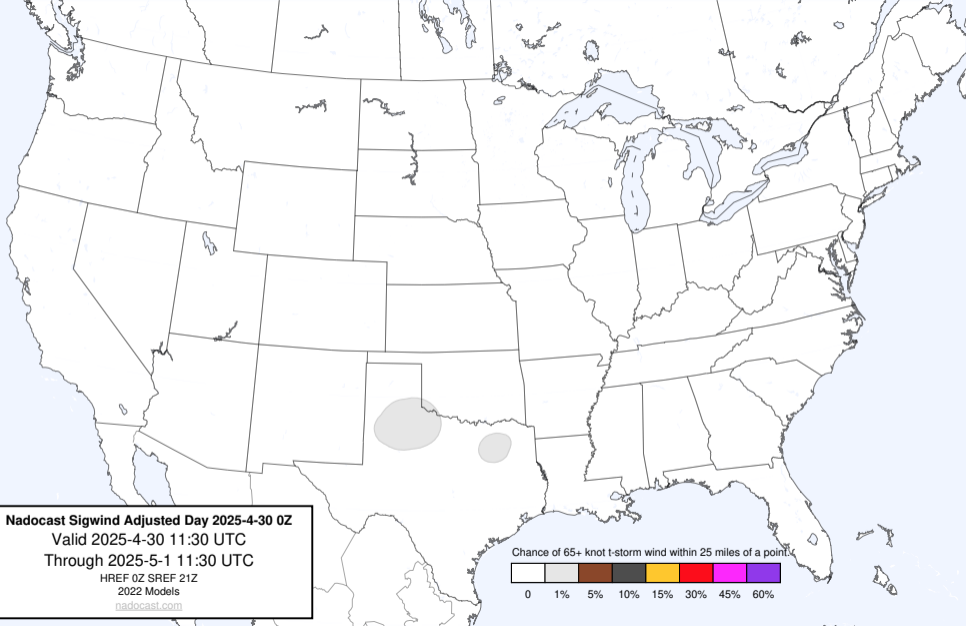 Nadocast Sigwind Adjusted Day 2025-4-30 0Z
Valid 2025-4-30 11:30 UTC
Through 2025-5-1 11:30 UTC
HREF 0Z SREF 21Z
2022 Models
nadocast.com
Chance of 65+ knot t-storm wind within 25 miles of a point.
0 1% 5% 10% 15% 30% 45% 60%